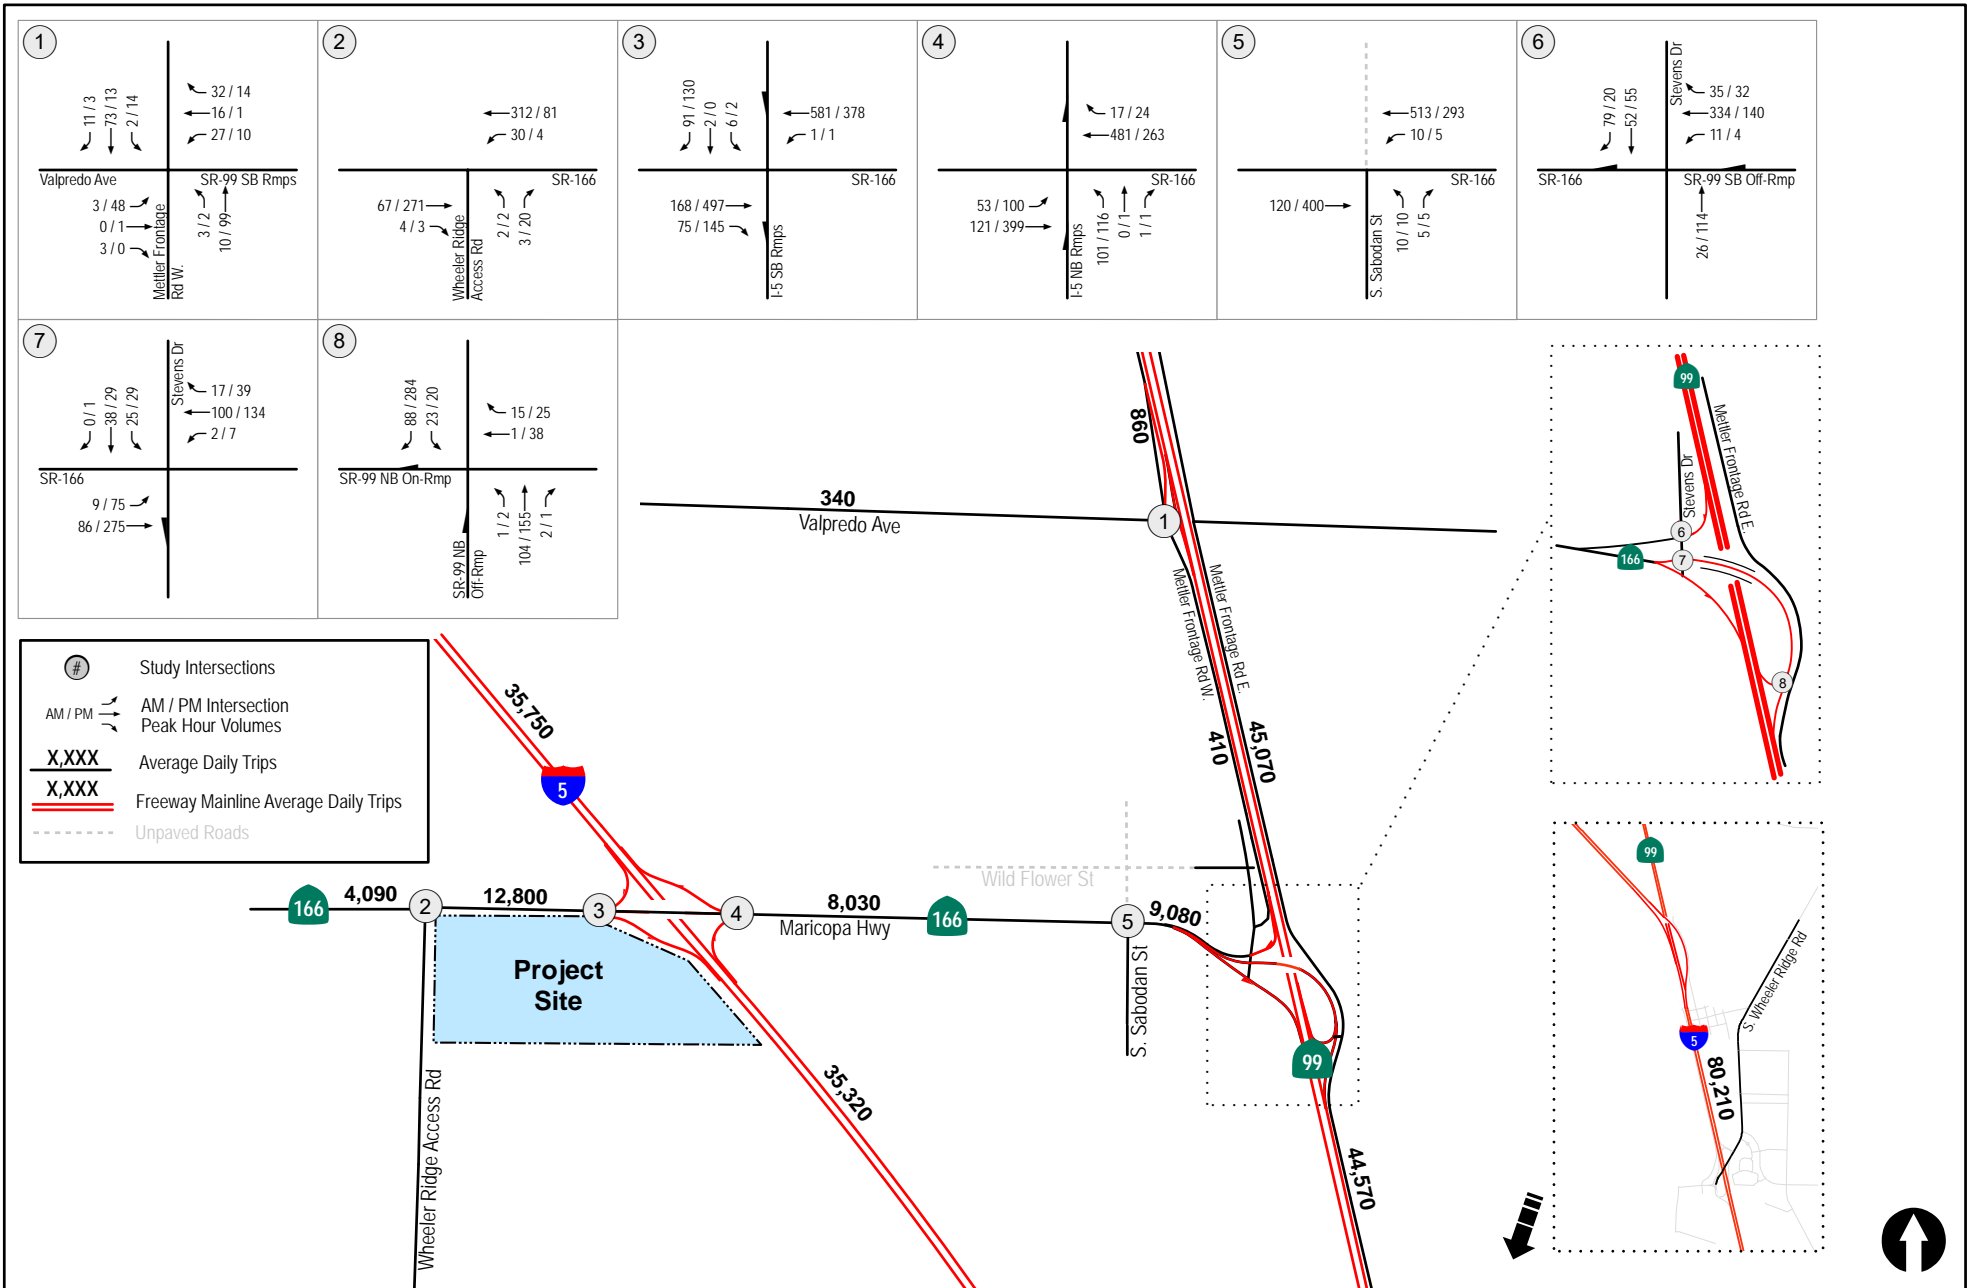 1
11 / 3
73 / 13
2 / 14
32 / 14
16 / 1
27 / 10
Valpredo Ave
SR-99 SB Rmps
3 / 48
0 / 1
3 / 0
Mettler Frontage
Rd W.
3 / 2
10 / 99
2
312 / 81
30 / 4
SR-166
67 / 271
4 / 3
Wheeler Ridge
Access Rd
2 / 2
3 / 20
3
91 / 130
2 / 0
6 / 2
581 / 378
1 / 1
SR-166
168 / 497
75 / 145
I-5 SB Rmps
4
17 / 24
481 / 263
SR-166
53 / 100
121 / 399
I-5 NB Rmps
101 / 116
0 / 1
1 / 1
5
513 / 293
10 / 5
SR-166
120 / 400
S. Sabodan St
10 / 10
5 / 5
6
79 / 20
52 / 55
Stevens Dr
35 / 32
334 / 140
11 / 4
SR-166
SR-99 SB Off-Rmp
26 / 114
7
0 / 1
38 / 29
25 / 29
Stevens Dr
17 / 39
100 / 134
2 / 7
SR-166
9 / 75
86 / 275
8
88 / 284
23 / 20
15 / 25
1 / 38
SR-99 NB On-Rmp
SR-99 NB
Off-Rmp
1 / 2
104 / 155
2 / 1
860
340
Valpredo Ave
1
Mettler Frontage Rd W.
Mettler Frontage Rd E.
410
45,070
99
Mettler Frontage Rd E.
Stevens Dr
6
7
166
8
#
Study Intersections
AM / PM
AM / PM Intersection
Peak Hour Volumes
X,XXX
Average Daily Trips
X,XXX
Freeway Mainline Average Daily Trips
Unpaved Roads
35,750
5
166
4,090
2
12,800
3
4
8,030
Maricopa Hwy
166
Wild Flower St
5
9,080
S. Sabodan St
Project
Site
Wheeler Ridge Access Rd
35,320
99
44,570
99
S. Wheeler Ridge Rd
5
80,210